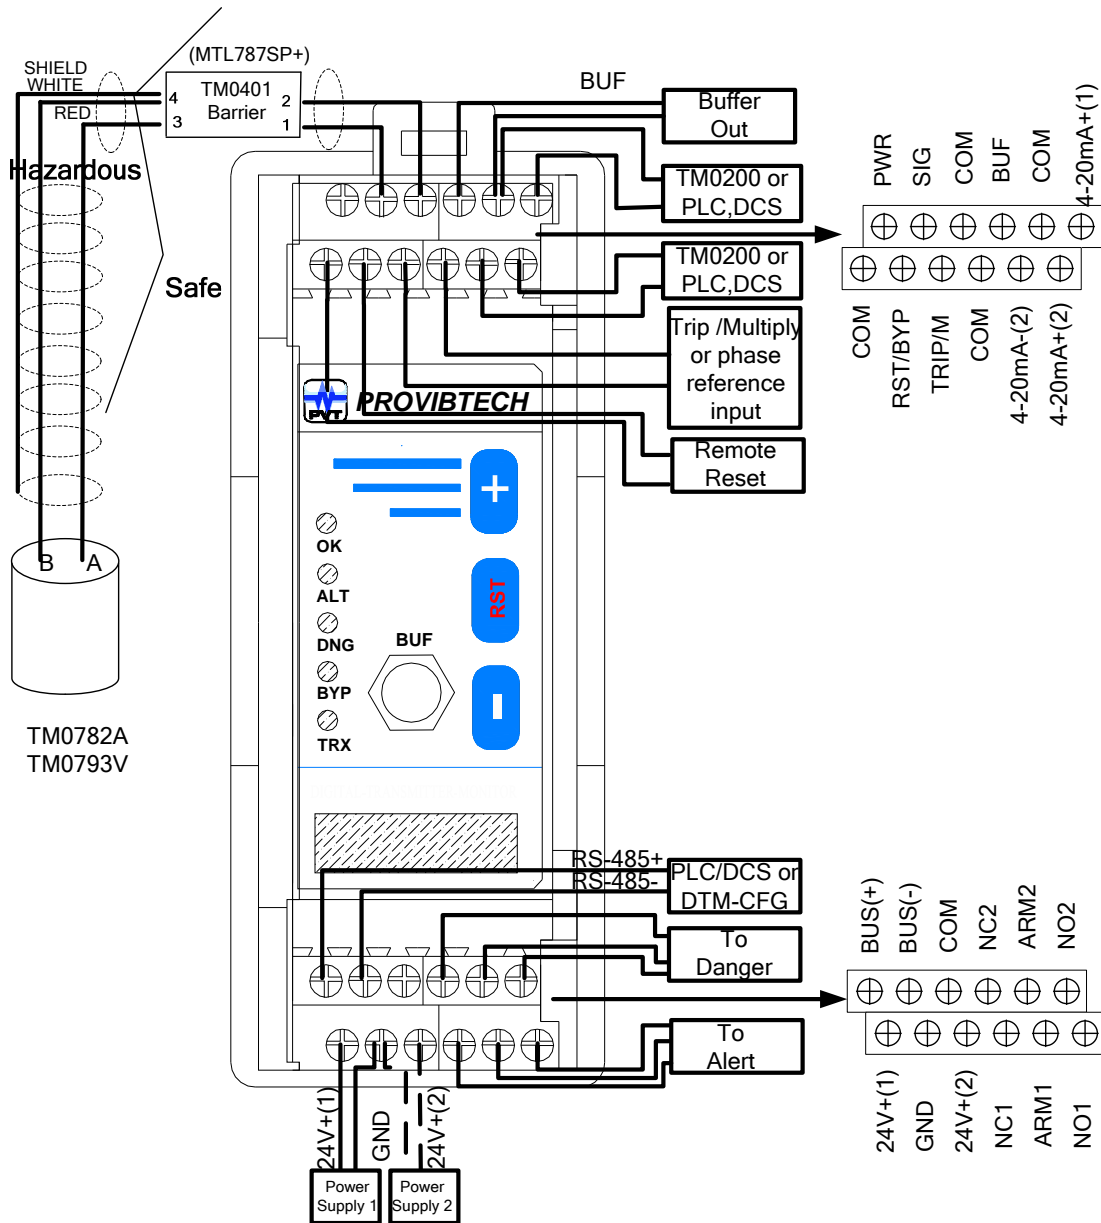 (MTL787SP+)
SHIELD
WHITE
RED
4
3
TM0401
Barrier
2
1
Hazardous
Safe
B A
TM0782A
TM0793V
BUF
Buffer
Out
TM0200 or
PLC,DCS
TM0200 or
PLC,DCS
Trip /Multiply
or phase
reference
input
Remote
Reset
PWR
SIG
COM
BUF
COM
4-20mA+(1)
COM
RST/BYP
TRIP/M
COM
4-20mA-(2)
4-20mA+(2)
PVT
PROVIBTECH
+
RST
-
OK
ALT
DNG
BYP
TRX
BUF
RS-485+
RS-485-
PLC/DCS or
DTM-CFG
To
Danger
To
Alert
BUS(+)
BUS(-)
COM
NC2
ARM2
NO2
24V+(1)
GND
24V+(2)
NC1
ARM1
NO1
24V+(1)
GND
24V+(2)
Power
Supply 1
Power
Supply 2